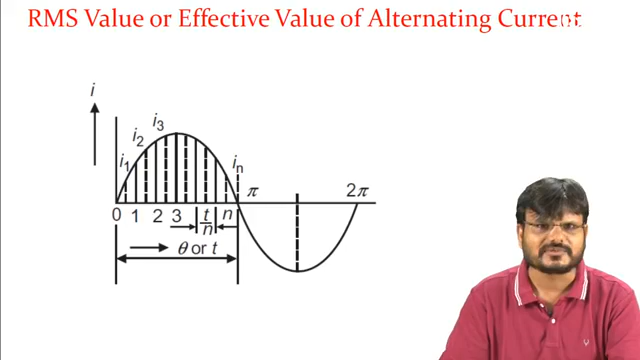 RMS Value or Effective Value of Alternating Current
i
i3
i2
i1
in
π
2π
0 1 2 3 t/n n
θ or t